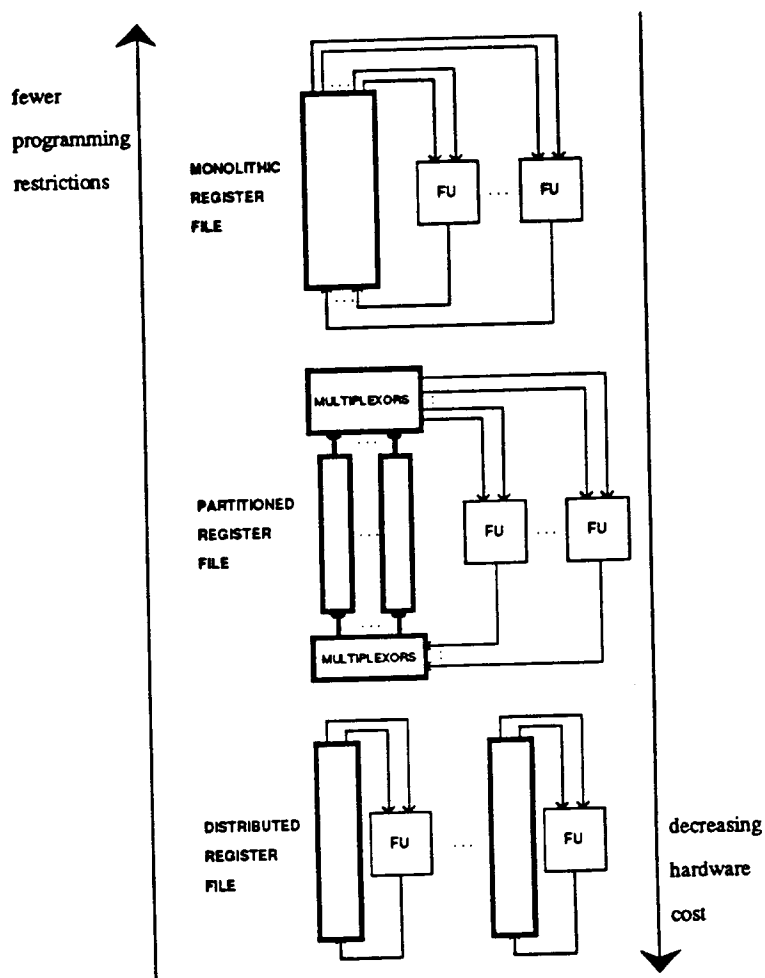 fewer
programming
restrictions
MONOLITHIC
REGISTER
FILE
FU
FU
MULTIPLEXORS
PARTITIONED
REGISTER
FILE
FU
FU
MULTIPLEXORS
DISTRIBUTED
REGISTER
FILE
FU
FU
decreasing
hardware
cost